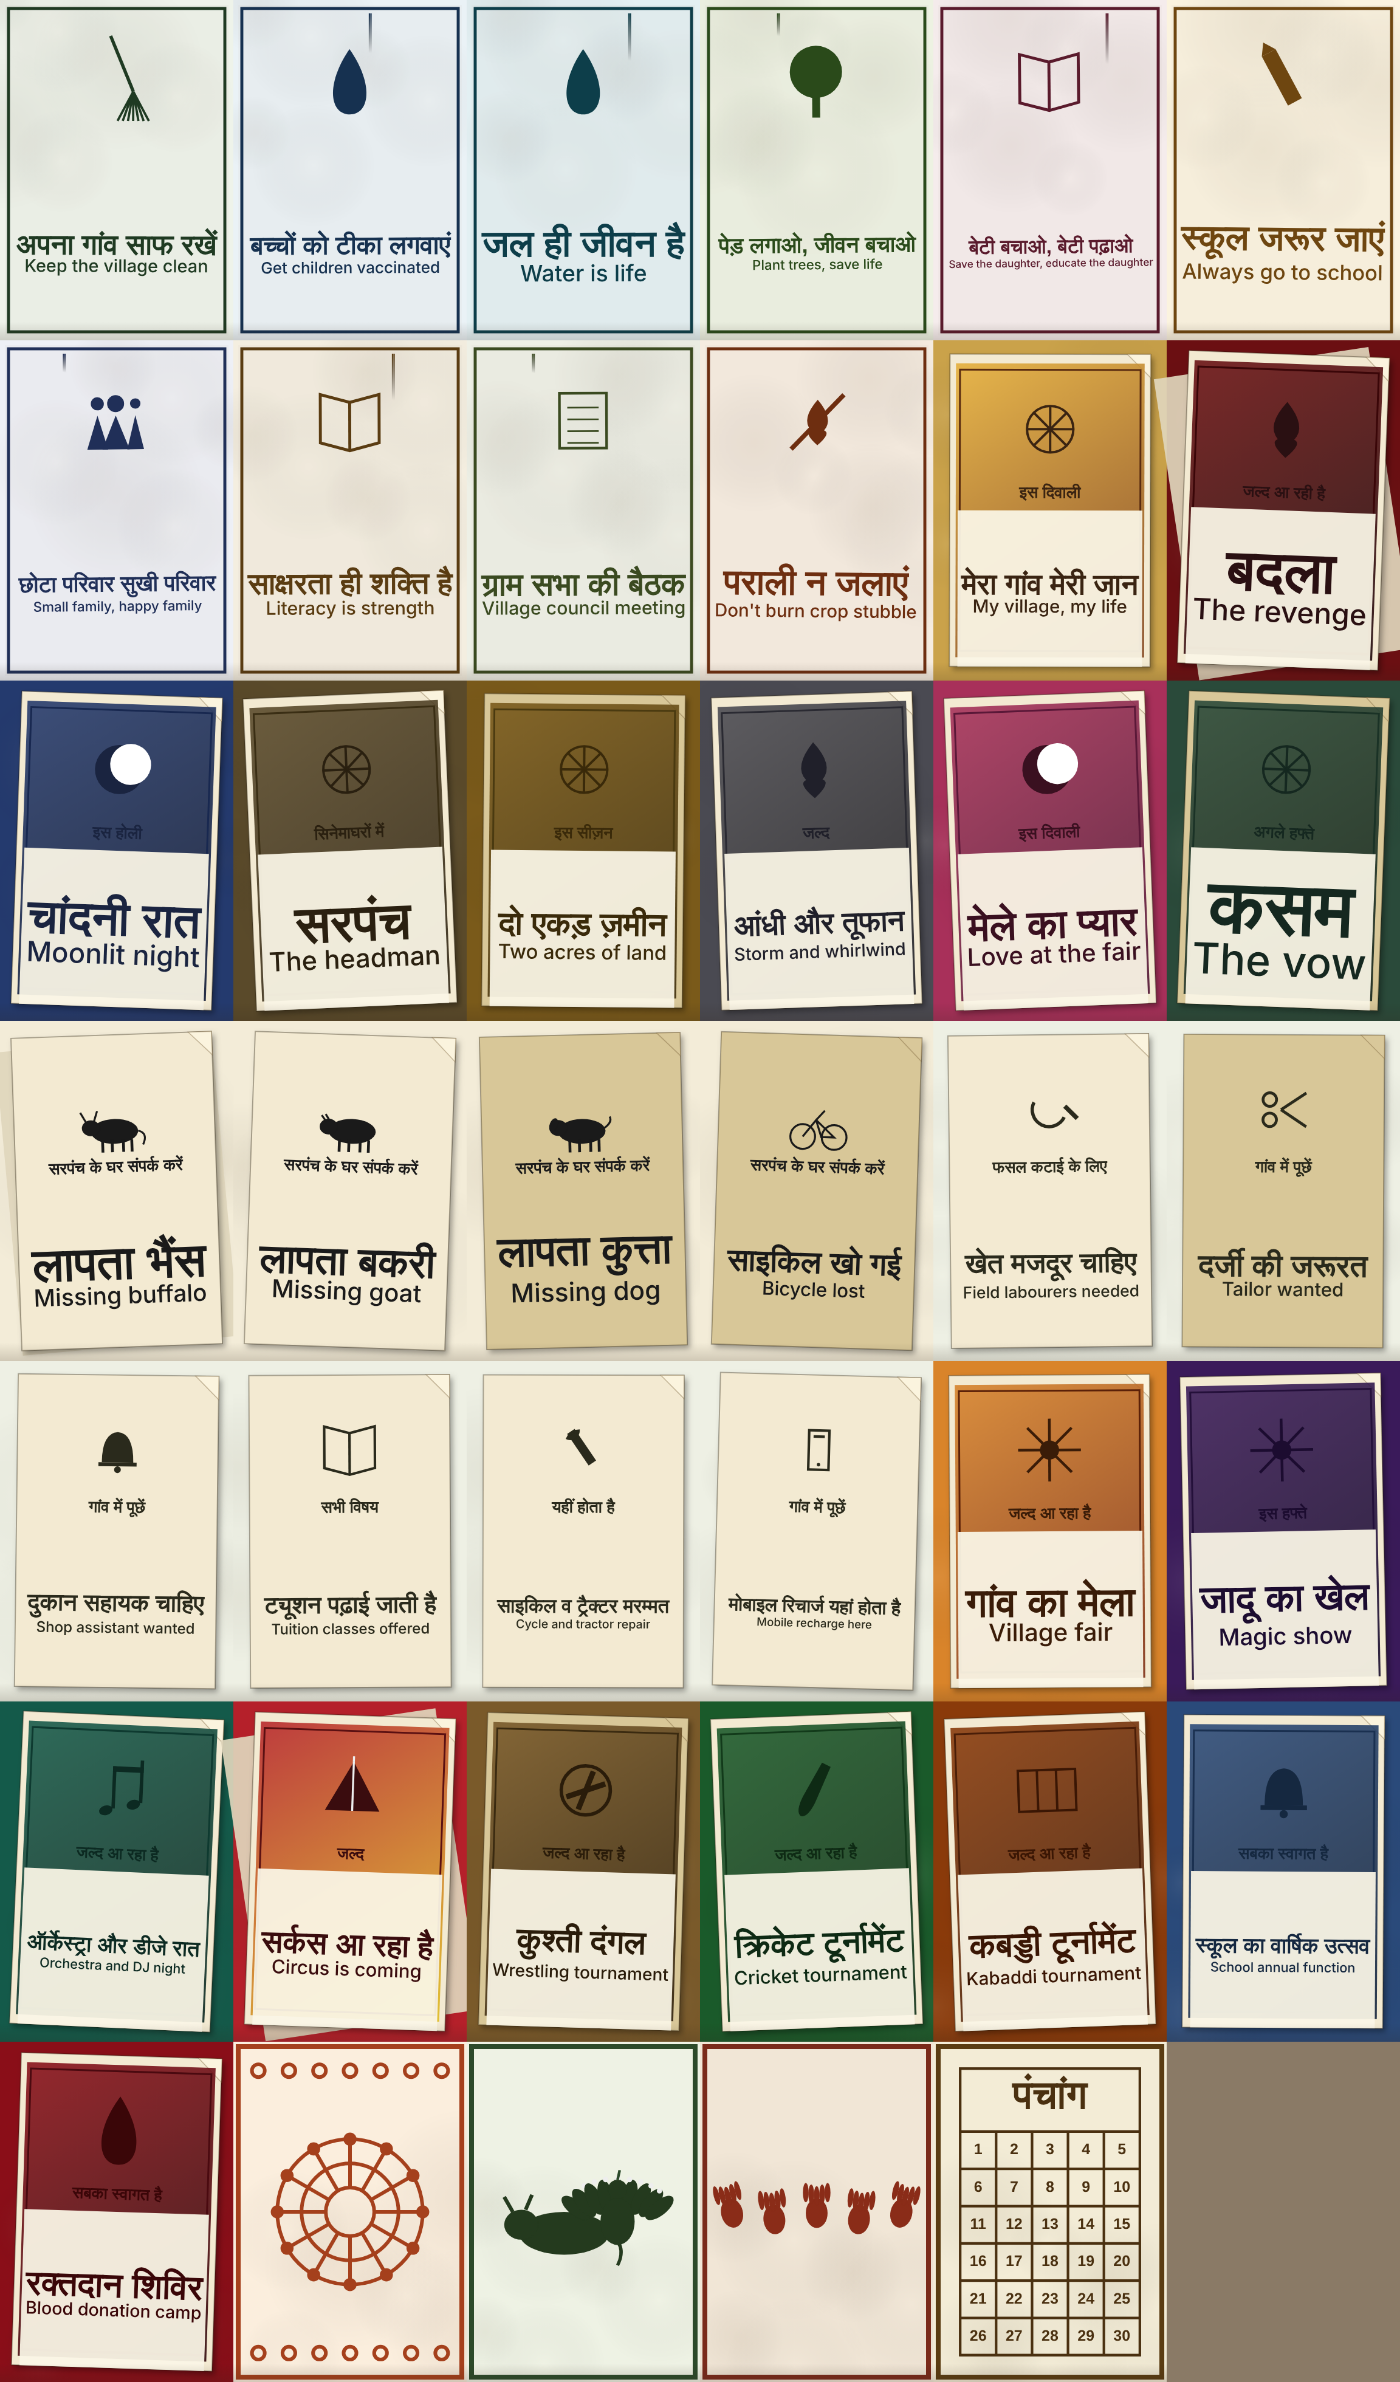 अपना गांव साफ रखें
Keep the village clean
बच्चों को टीका लगवाएं
Get children vaccinated
जल ही जीवन है
Water is life
पेड़ लगाओ, जीवन बचाओ
Plant trees, save life
बेटी बचाओ, बेटी पढ़ाओ
Save the daughter, educate the daughter
स्कूल जरूर जाएं
Always go to school
छोटा परिवार सुखी परिवार
Small family, happy family
साक्षरता ही शक्ति है
Literacy is strength
ग्राम सभा की बैठक
Village council meeting
पराली न जलाएं
Don't burn crop stubble
इस दिवाली
मेरा गांव मेरी जान
My village, my life
जल्द आ रही है
बदला
The revenge
इस होली
चांदनी रात
Moonlit night
सिनेमाघरों में
सरपंच
The headman
इस सीज़न
दो एकड़ ज़मीन
Two acres of land
जल्द
आंधी और तूफान
Storm and whirlwind
इस दिवाली
मेले का प्यार
Love at the fair
अगले हफ्ते
कसम
The vow
सरपंच के घर संपर्क करें
लापता भैंस
Missing buffalo
सरपंच के घर संपर्क करें
लापता बकरी
Missing goat
सरपंच के घर संपर्क करें
लापता कुत्ता
Missing dog
सरपंच के घर संपर्क करें
साइकिल खो गई
Bicycle lost
फसल कटाई के लिए
खेत मजदूर चाहिए
Field labourers needed
गांव में पूछें
दर्जी की जरूरत
Tailor wanted
गांव में पूछें
दुकान सहायक चाहिए
Shop assistant wanted
सभी विषय
ट्यूशन पढ़ाई जाती है
Tuition classes offered
यहीं होता है
साइकिल व ट्रैक्टर मरम्मत
Cycle and tractor repair
गांव में पूछें
मोबाइल रिचार्ज यहां होता है
Mobile recharge here
जल्द आ रहा है
गांव का मेला
Village fair
इस हफ्ते
जादू का खेल
Magic show
जल्द आ रहा है
ऑर्केस्ट्रा और डीजे रात
Orchestra and DJ night
जल्द
सर्कस आ रहा है
Circus is coming
जल्द आ रहा है
कुश्ती दंगल
Wrestling tournament
जल्द आ रहा है
क्रिकेट टूर्नामेंट
Cricket tournament
जल्द आ रहा है
कबड्डी टूर्नामेंट
Kabaddi tournament
सबका स्वागत है
स्कूल का वार्षिक उत्सव
School annual function
सबका स्वागत है
रक्तदान शिविर
Blood donation camp
पंचांग
1 2 3 4 5
6 7 8 9 10
11 12 13 14 15
16 17 18 19 20
21 22 23 24 25
26 27 28 29 30